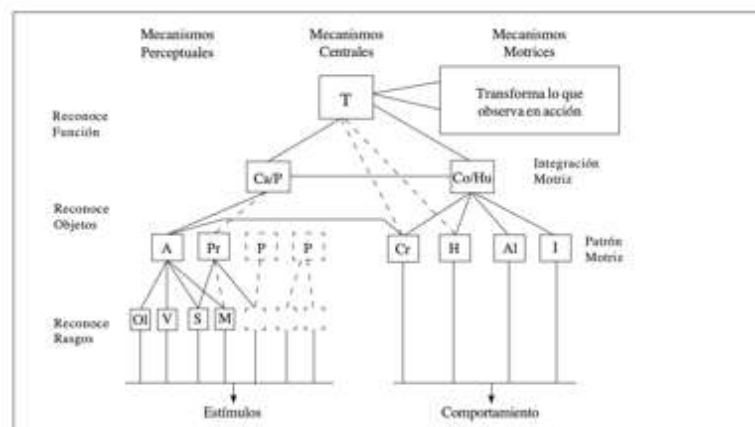 Mecanismos
Perceptuales
Mecanismos
Centrales
Mecanismos
Motrices
T
Transforma lo que
observa en acción
Reconoce
Función
Ca/P
Co/Hu
Integración
Motriz
Reconoce
Objetos
A
Pr
P
P
Cr
H
Al
I
Patrón
Motriz
Reconoce
Rasgos
Ol
V
S
M
Estímulos
Comportamiento